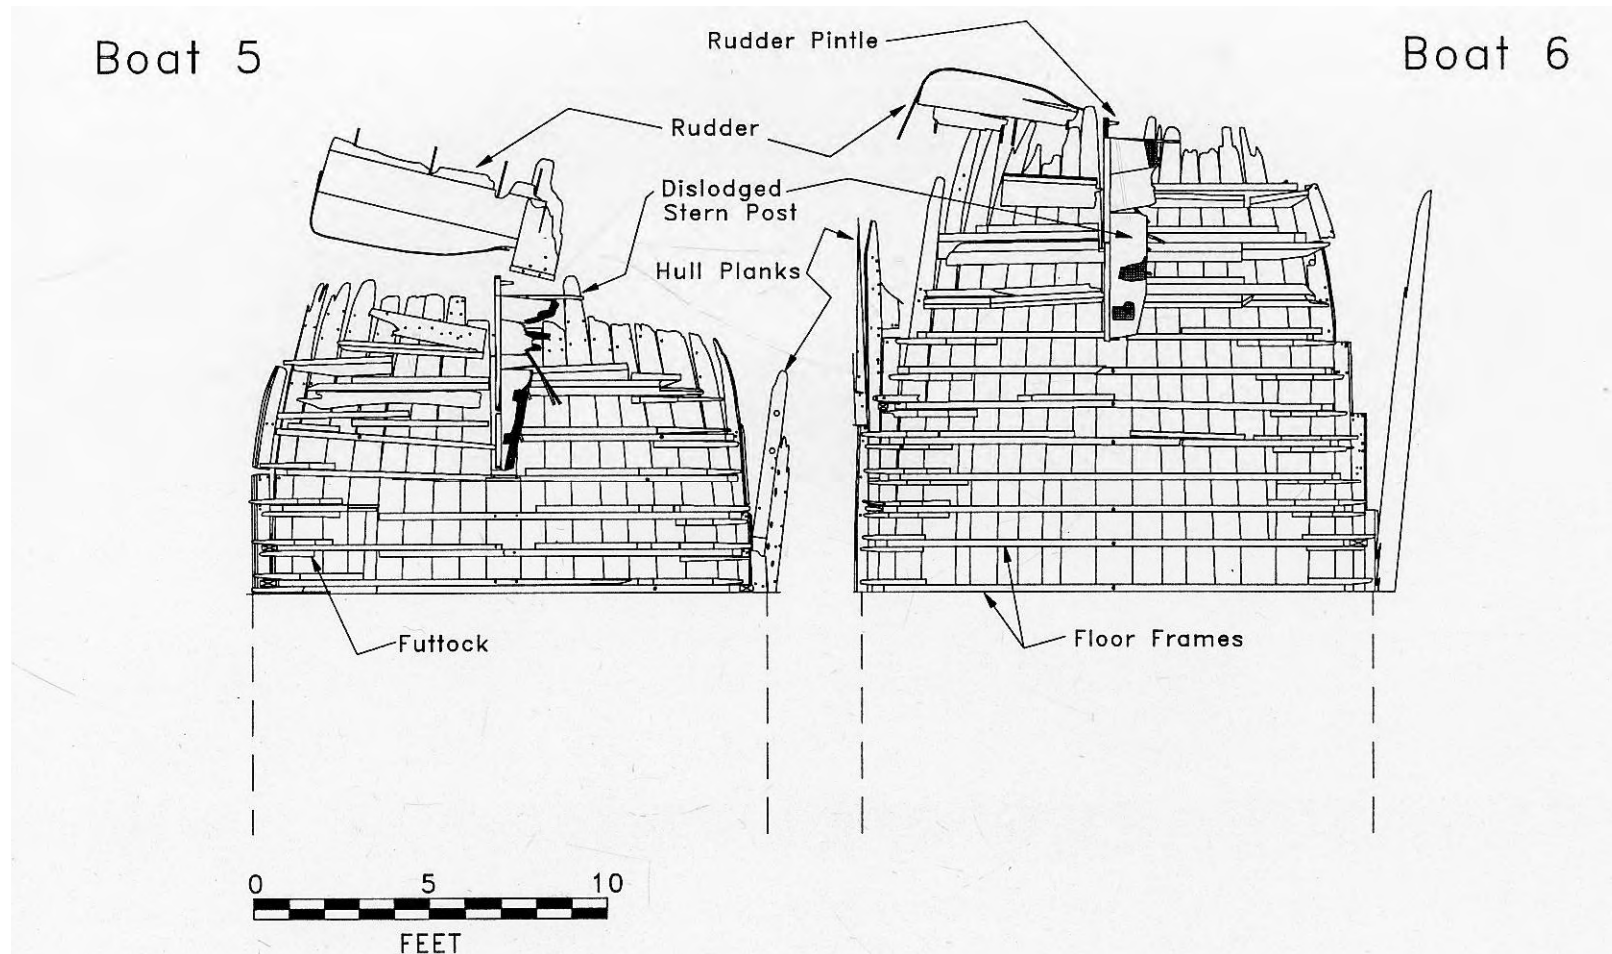 Boat 5
Rudder Pintle
Boat 6
Rudder
Dislodged
Stern Post
Hull Planks
Futtock
Floor Frames
0 5 10
FEET